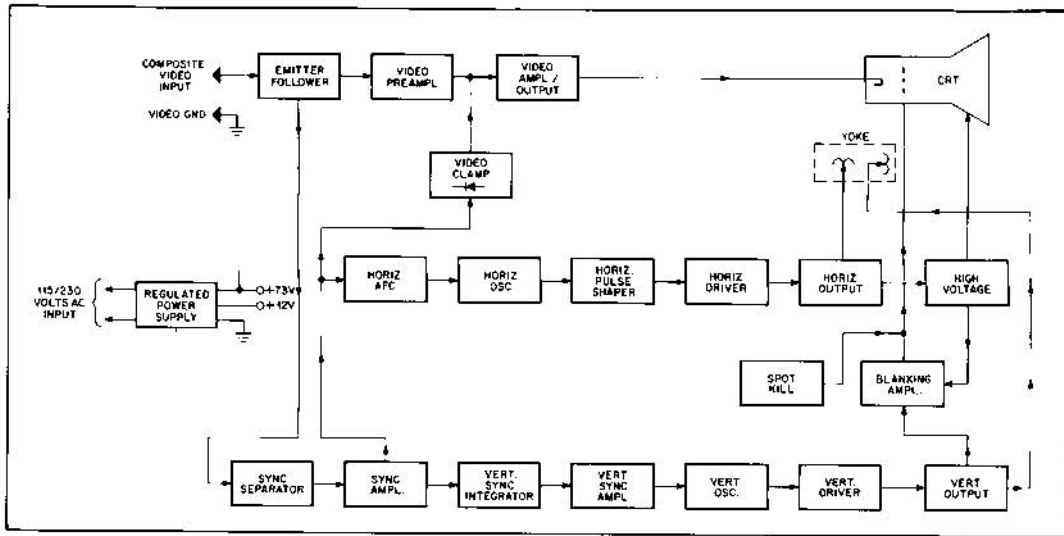 COMPOSITE
VIDEO
INPUT
EMITTER
FOLLOWER
VIDEO
PREAMPL
VIDEO
AMPL /
OUTPUT
CRT
VIDEO GND
YOKE
VIDEO
CLAMP
115/230
VOLTS AC
INPUT
REGULATED
POWER
SUPPLY
+73V
+12V
HORIZ
AFC
HORIZ
OSC
HORIZ.
PULSE
SHAPER
HORIZ
DRIVER
HORIZ
OUTPUT
HIGH
VOLTAGE
SPOT
KILL
BLANKING
AMPL.
SYNC
SEPARATOR
SYNC
AMPL.
VERT.
SYNC
INTEGRATOR
VERT
SYNC
AMPL
VERT
OSC.
VERT.
DRIVER
VERT
OUTPUT